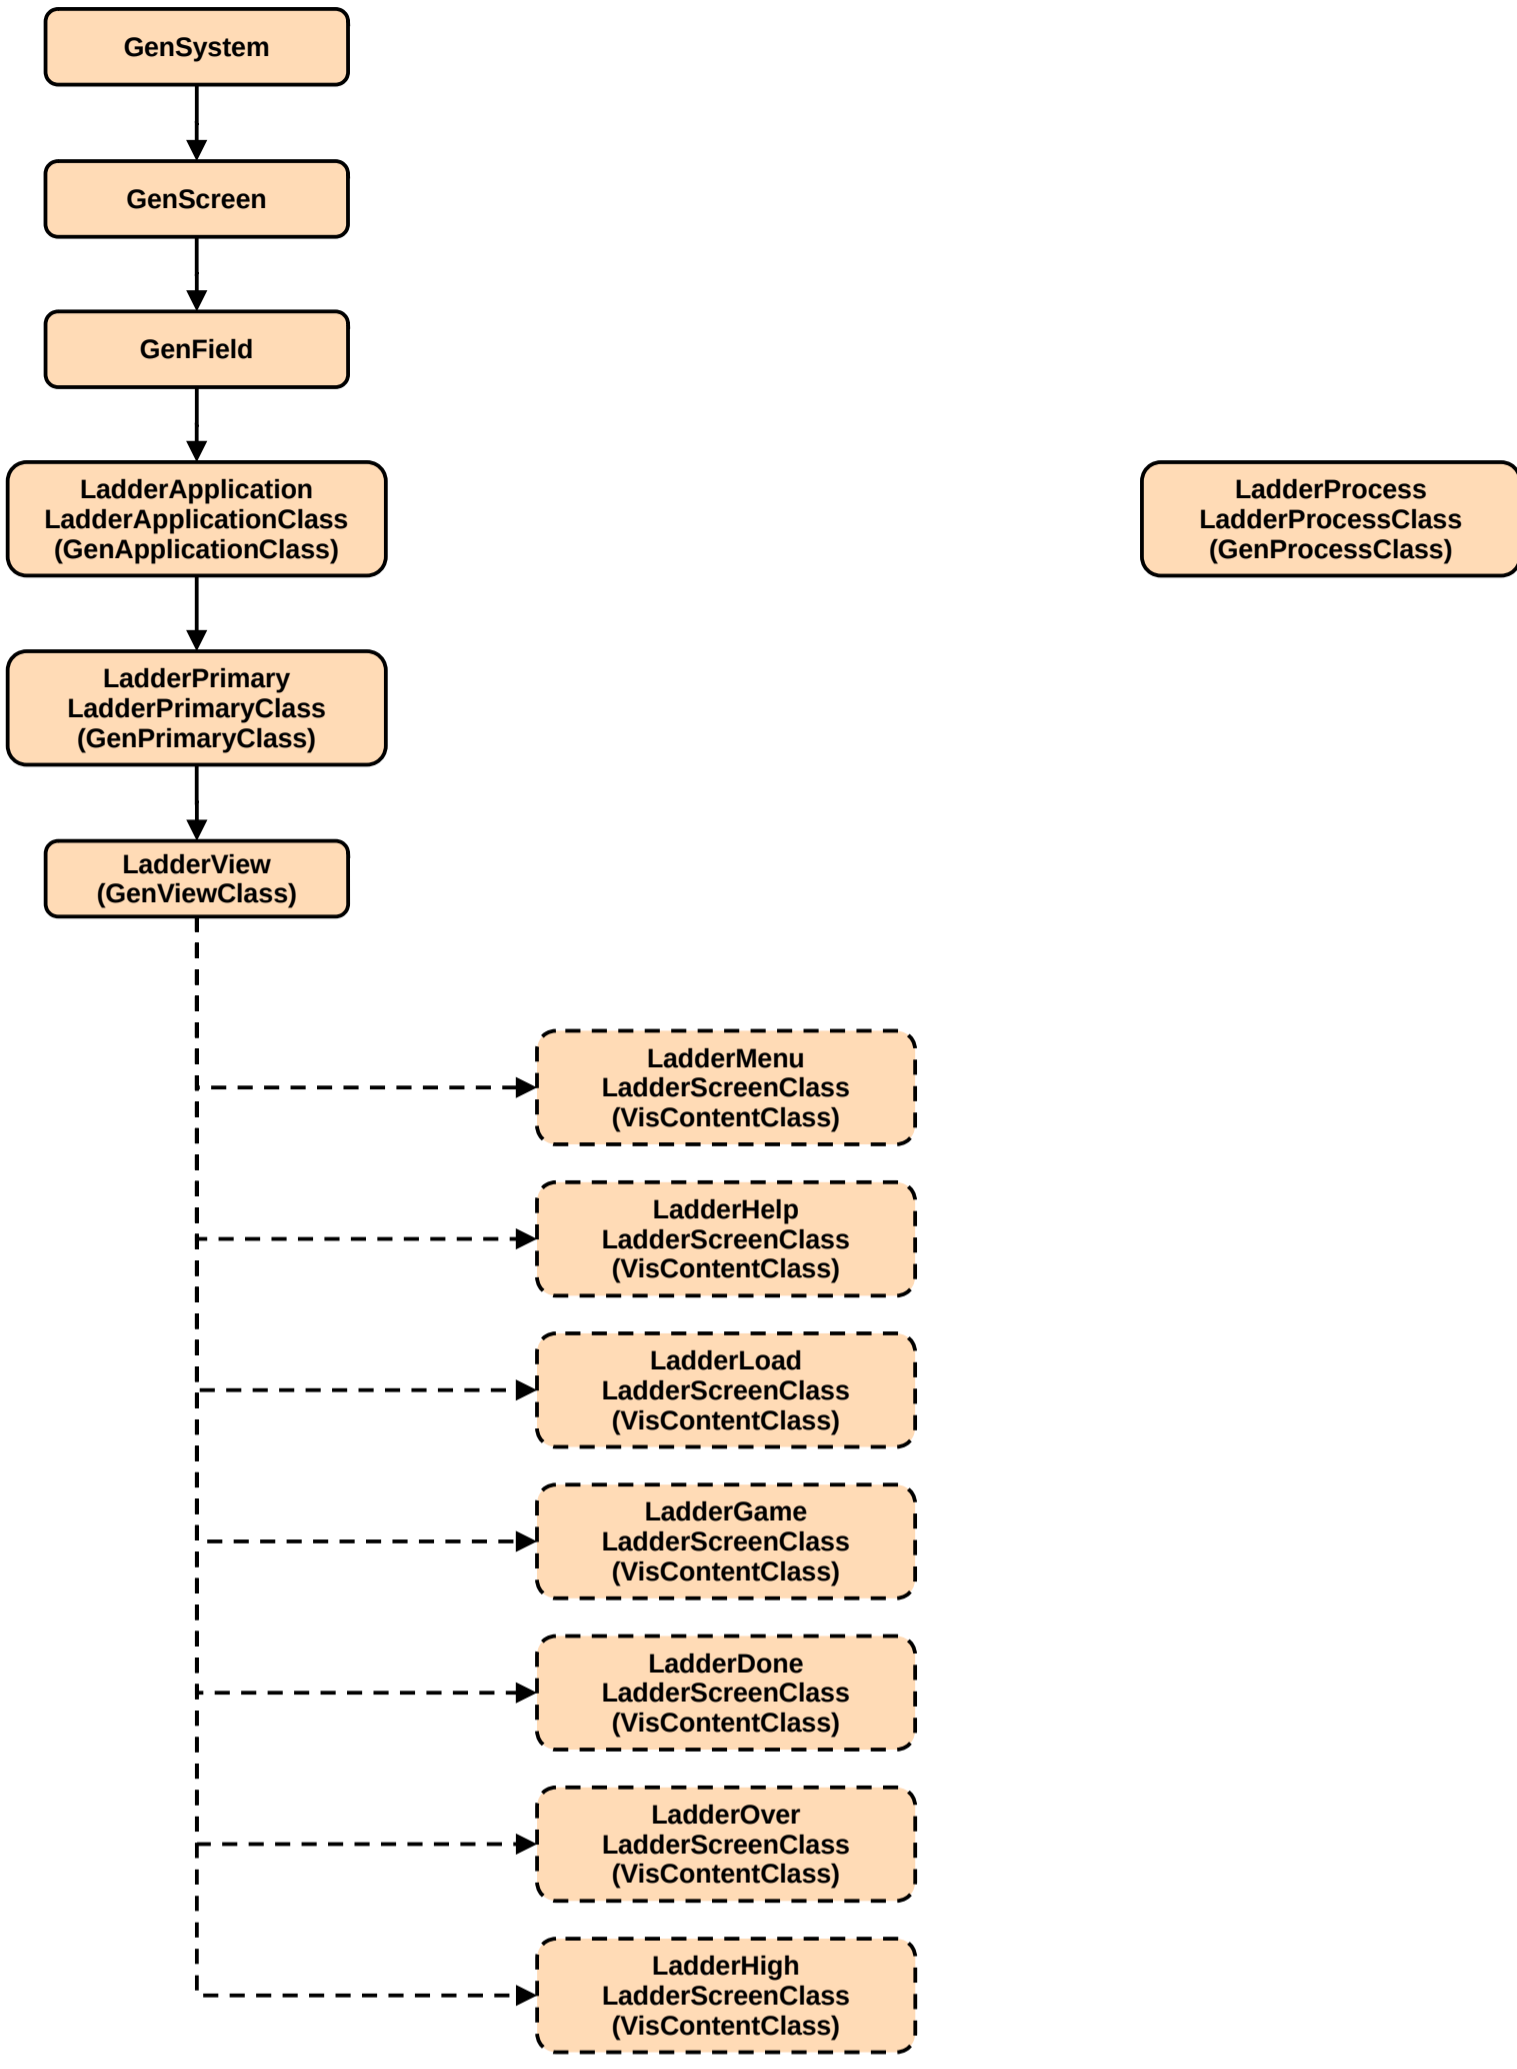 GenSystem
GenScreen
GenField
LadderApplication
LadderApplicationClass
(GenApplicationClass)
LadderProcess
LadderProcessClass
(GenProcessClass)
LadderPrimary
LadderPrimaryClass
(GenPrimaryClass)
LadderView
(GenViewClass)
LadderMenu
LadderScreenClass
(VisContentClass)
LadderHelp
LadderScreenClass
(VisContentClass)
LadderLoad
LadderScreenClass
(VisContentClass)
LadderGame
LadderScreenClass
(VisContentClass)
LadderDone
LadderScreenClass
(VisContentClass)
LadderOver
LadderScreenClass
(VisContentClass)
LadderHigh
LadderScreenClass
(VisContentClass)